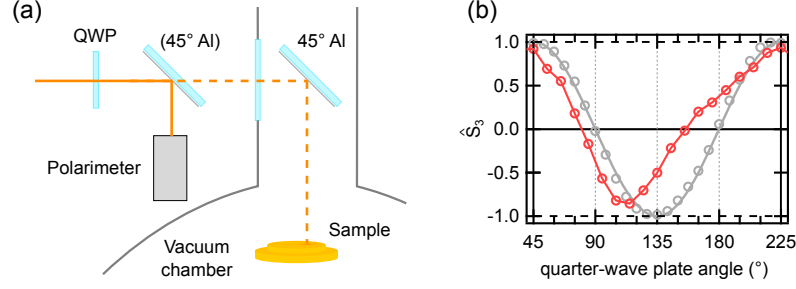 (a)
QWP
(45° Al)
45° Al
Polarimeter
Vacuum
chamber
Sample
(b)
1.0
0.5
0.0
-0.5
-1.0
Ŝ3
45
90
135
180
225
quarter-wave plate angle (°)